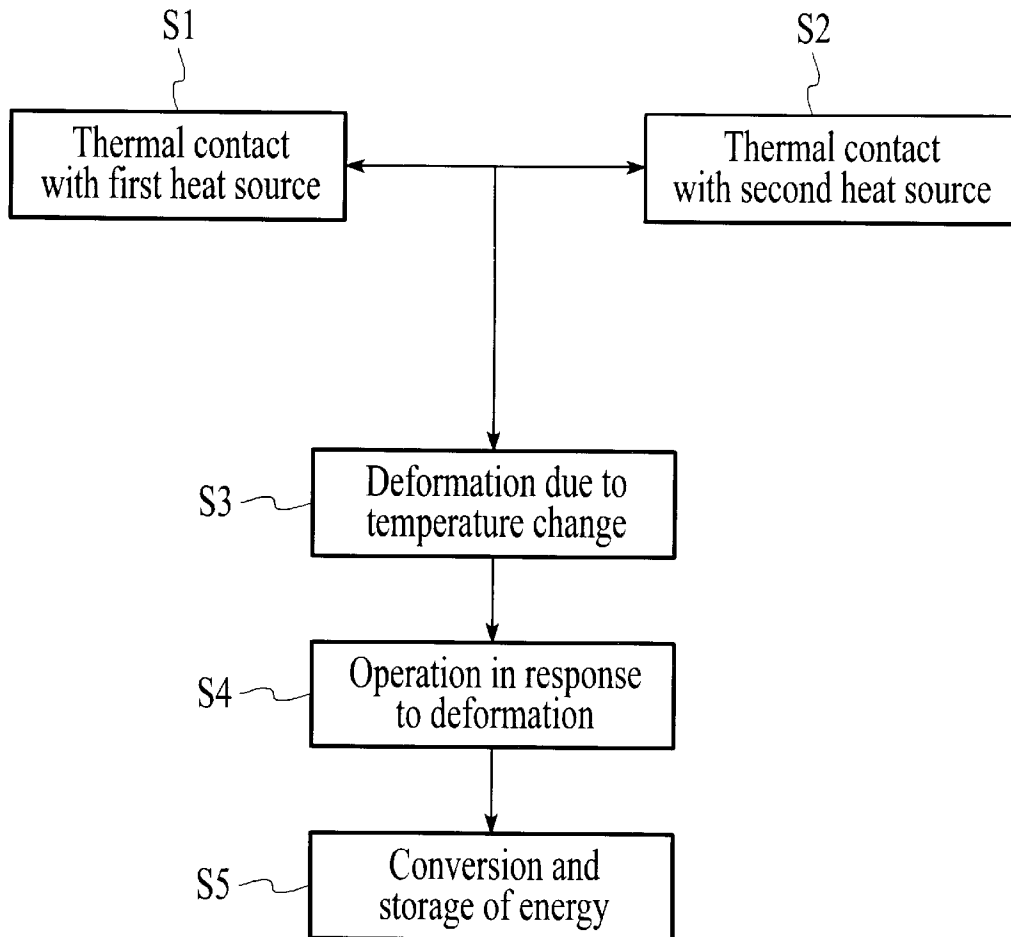 S1
S2
Thermal contact
with first heat source
Thermal contact
with second heat source
S3
Deformation due to
temperature change
S4
Operation in response
to deformation
S5
Conversion and
storage of energy